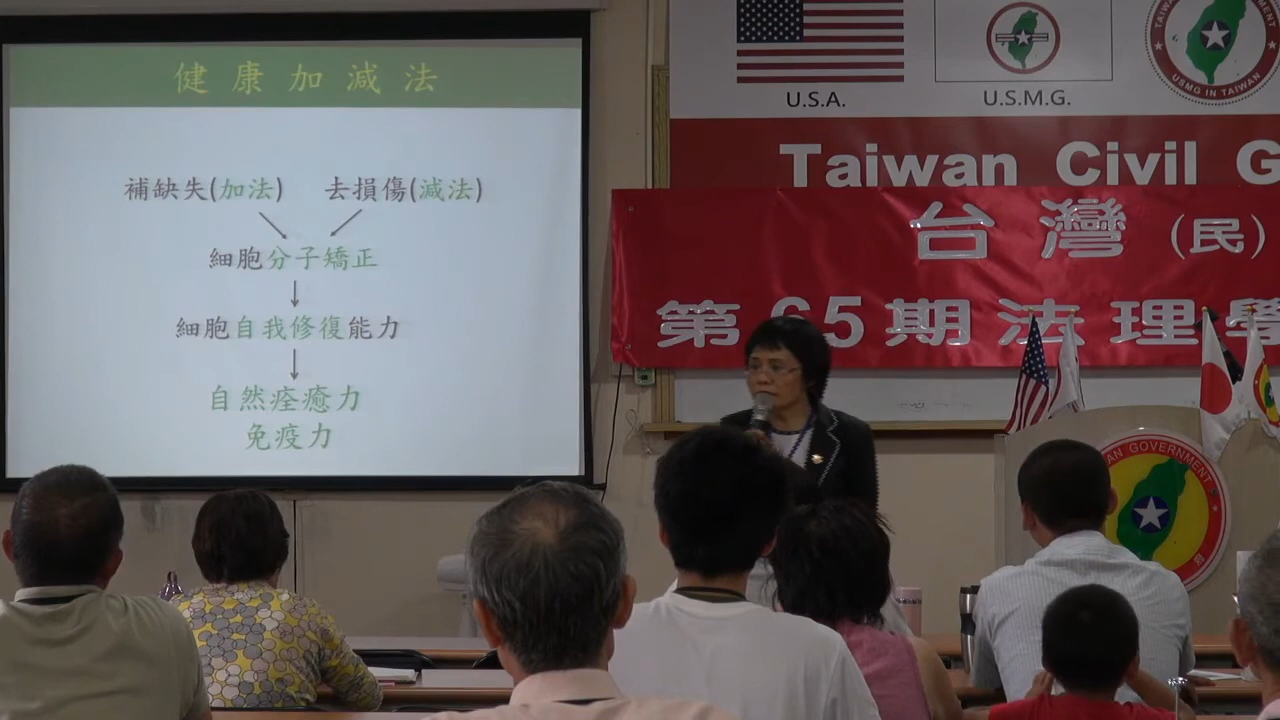 健康加減法
補缺失(加法) 去損傷(減法)
細胞分子矯正
細胞自我修復能力
自然痊癒力
免疫力
U.S.A.
U.S.M.G.
USMG IN TAIWAN
Taiwan Civil G
台灣(民)
第65期法理學
GOVERNMENT